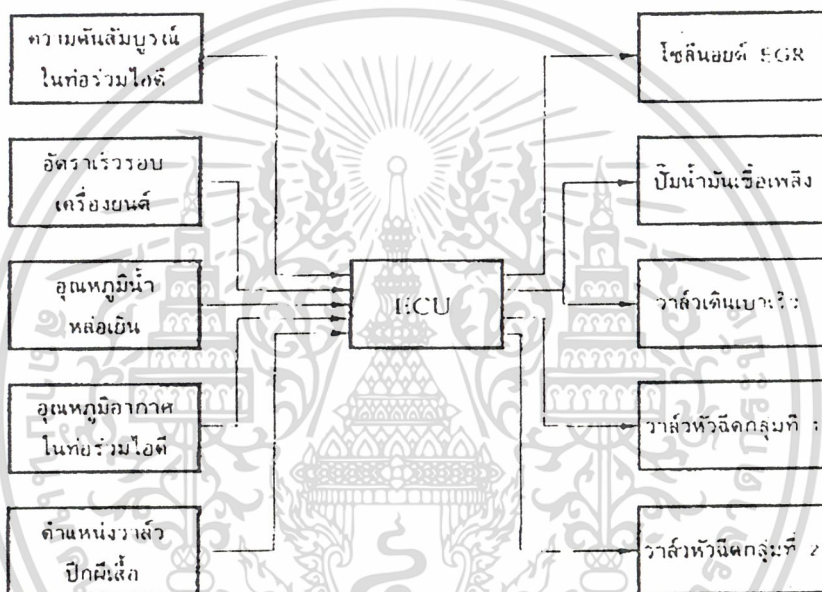 ความดันสัมบูรณ์
ในท่อร่วมไอดี
อัตราเร็วรอบ
เครื่องยนต์
อุณหภูมิน้ำ
หล่อเย็น
อุณหภูมิอากาศ
ในท่อร่วมไอดี
ตำแหน่งวาล์ว
ปีกผีเสื้อ
ECU
โซลีนอยด์ EGR
ปั๊มน้ำมันเชื้อเพลิง
วาล์วเดินเบาเร็ว
วาล์วหัวฉีดกลุ่มที่ 1
วาล์วหัวฉีดกลุ่มที่ 2